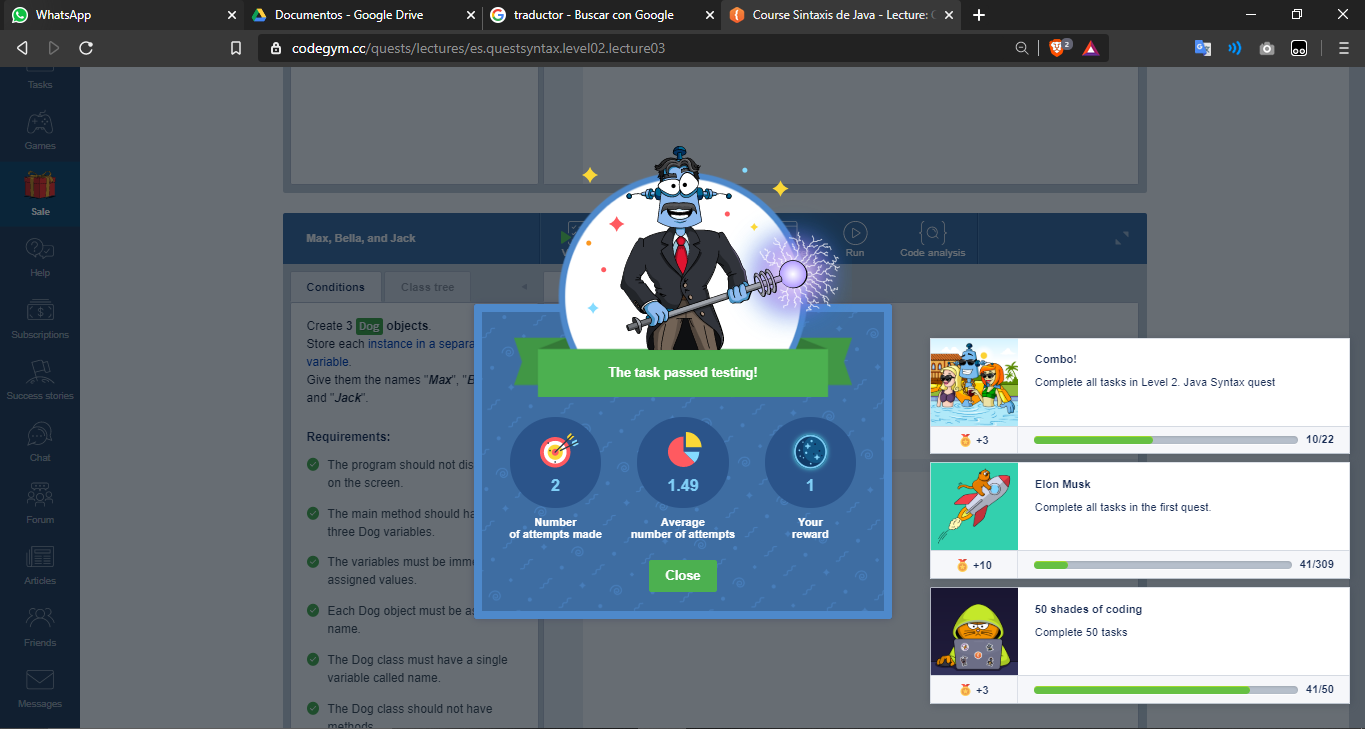 WhatsApp
Documentos - Google Drive
traductor - Buscar con Google
Course Sintaxis de Java - Lecture:
codegym.cc/quests/lectures/es.questsyntax.level02.lecture03
2
Tasks
Games
Sale
Help
Subscriptions
Success stories
Chat
Forum
Articles
Friends
Messages
Max, Bella, and Jack
Run
Code analysis
Conditions
Class tree
Create 3 Dog objects.
Store each instance in a separa
variable.
Give them the names "Max", "B
and "Jack".
Requirements:
The program should not dis
on the screen.
The main method should ha
three Dog variables.
The variables must be imme
assigned values.
Each Dog object must be as
name.
The Dog class must have a single
variable called name.
The Dog class should not have
methods.
The task passed testing!
2
Number
of attempts made
1.49
Average
number of attempts
1
Your
reward
Close
Combo!
Complete all tasks in Level 2. Java Syntax quest
+3
10/22
Elon Musk
Complete all tasks in the first quest.
+10
41/309
50 shades of coding
Complete 50 tasks
+3
41/50